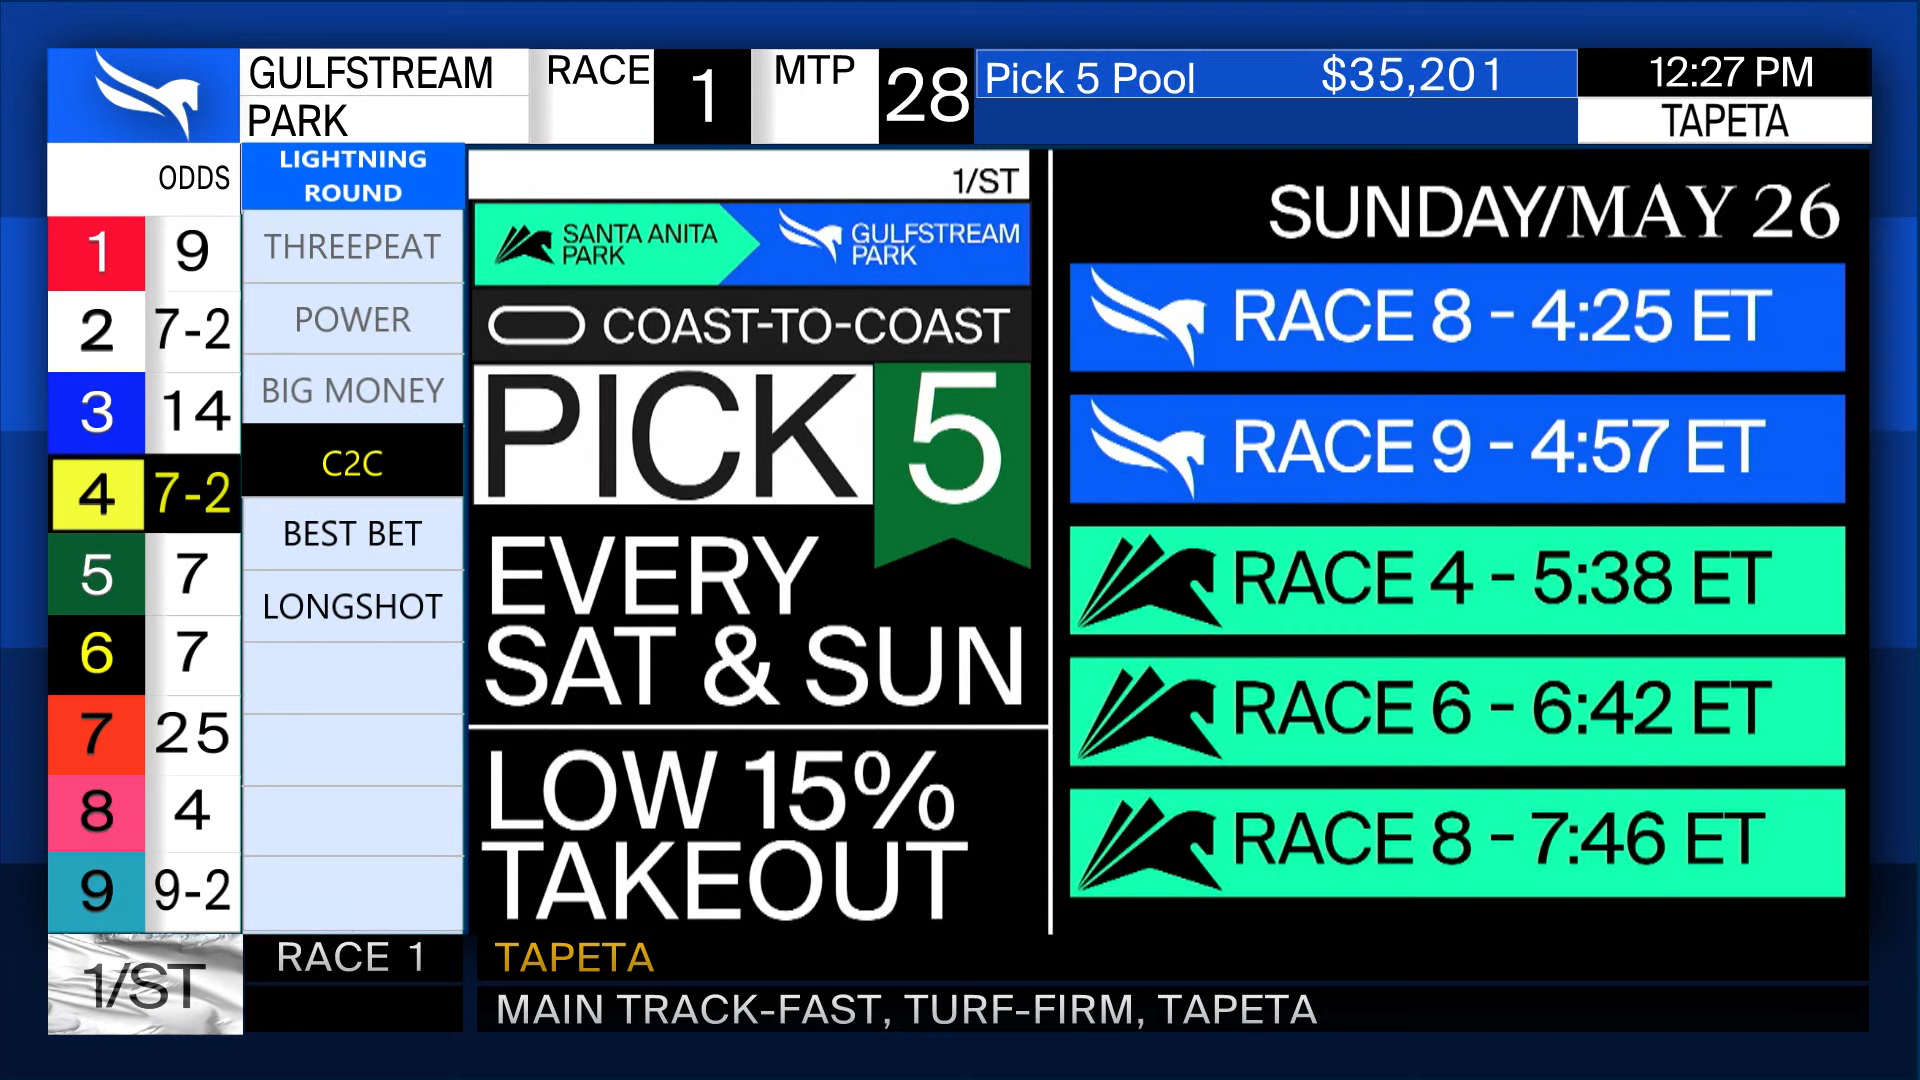 GULFSTREAM
PARK
RACE
1
MTP
28
Pick 5 Pool $35,201
12:27 PM
TAPETA
ODDS
1 9
2 7-2
3 14
4 7-2
5 7
6 7
7 25
8 4
9 9-2
1/ST
LIGHTNING
ROUND
THREEPEAT
POWER
BIG MONEY
C2C
BEST BET
LONGSHOT
RACE 1
1/ST
SANTA ANITA
PARK
GULFSTREAM
PARK
COAST-TO-COAST
PICK 5
EVERY
SAT & SUN
LOW 15%
TAKEOUT
SUNDAY/MAY 26
RACE 8 - 4:25 ET
RACE 9 - 4:57 ET
RACE 4 - 5:38 ET
RACE 6 - 6:42 ET
RACE 8 - 7:46 ET
TAPETA
MAIN TRACK-FAST, TURF-FIRM, TAPETA